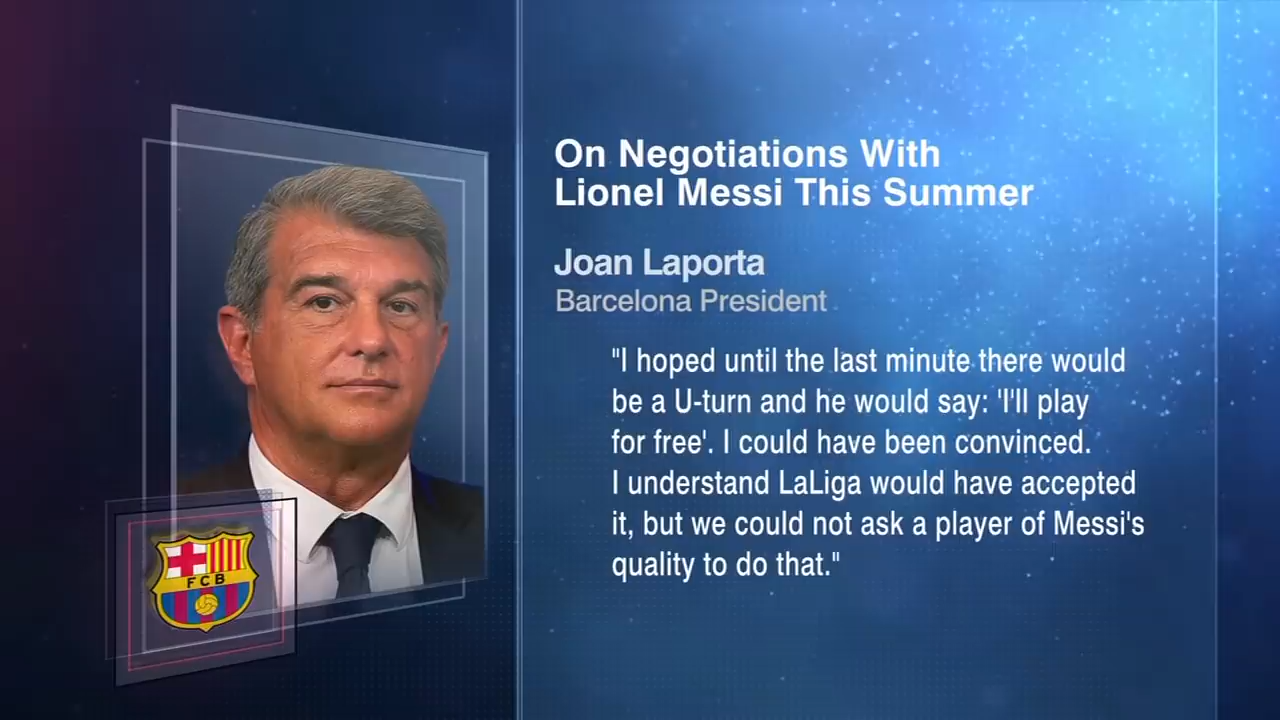 On Negotiations With
Lionel Messi This Summer
Joan Laporta
Barcelona President
"I hoped until the last minute there would
be a U-turn and he would say: 'I'll play
for free'. I could have been convinced.
I understand LaLiga would have accepted
it, but we could not ask a player of Messi's
quality to do that."
FCB